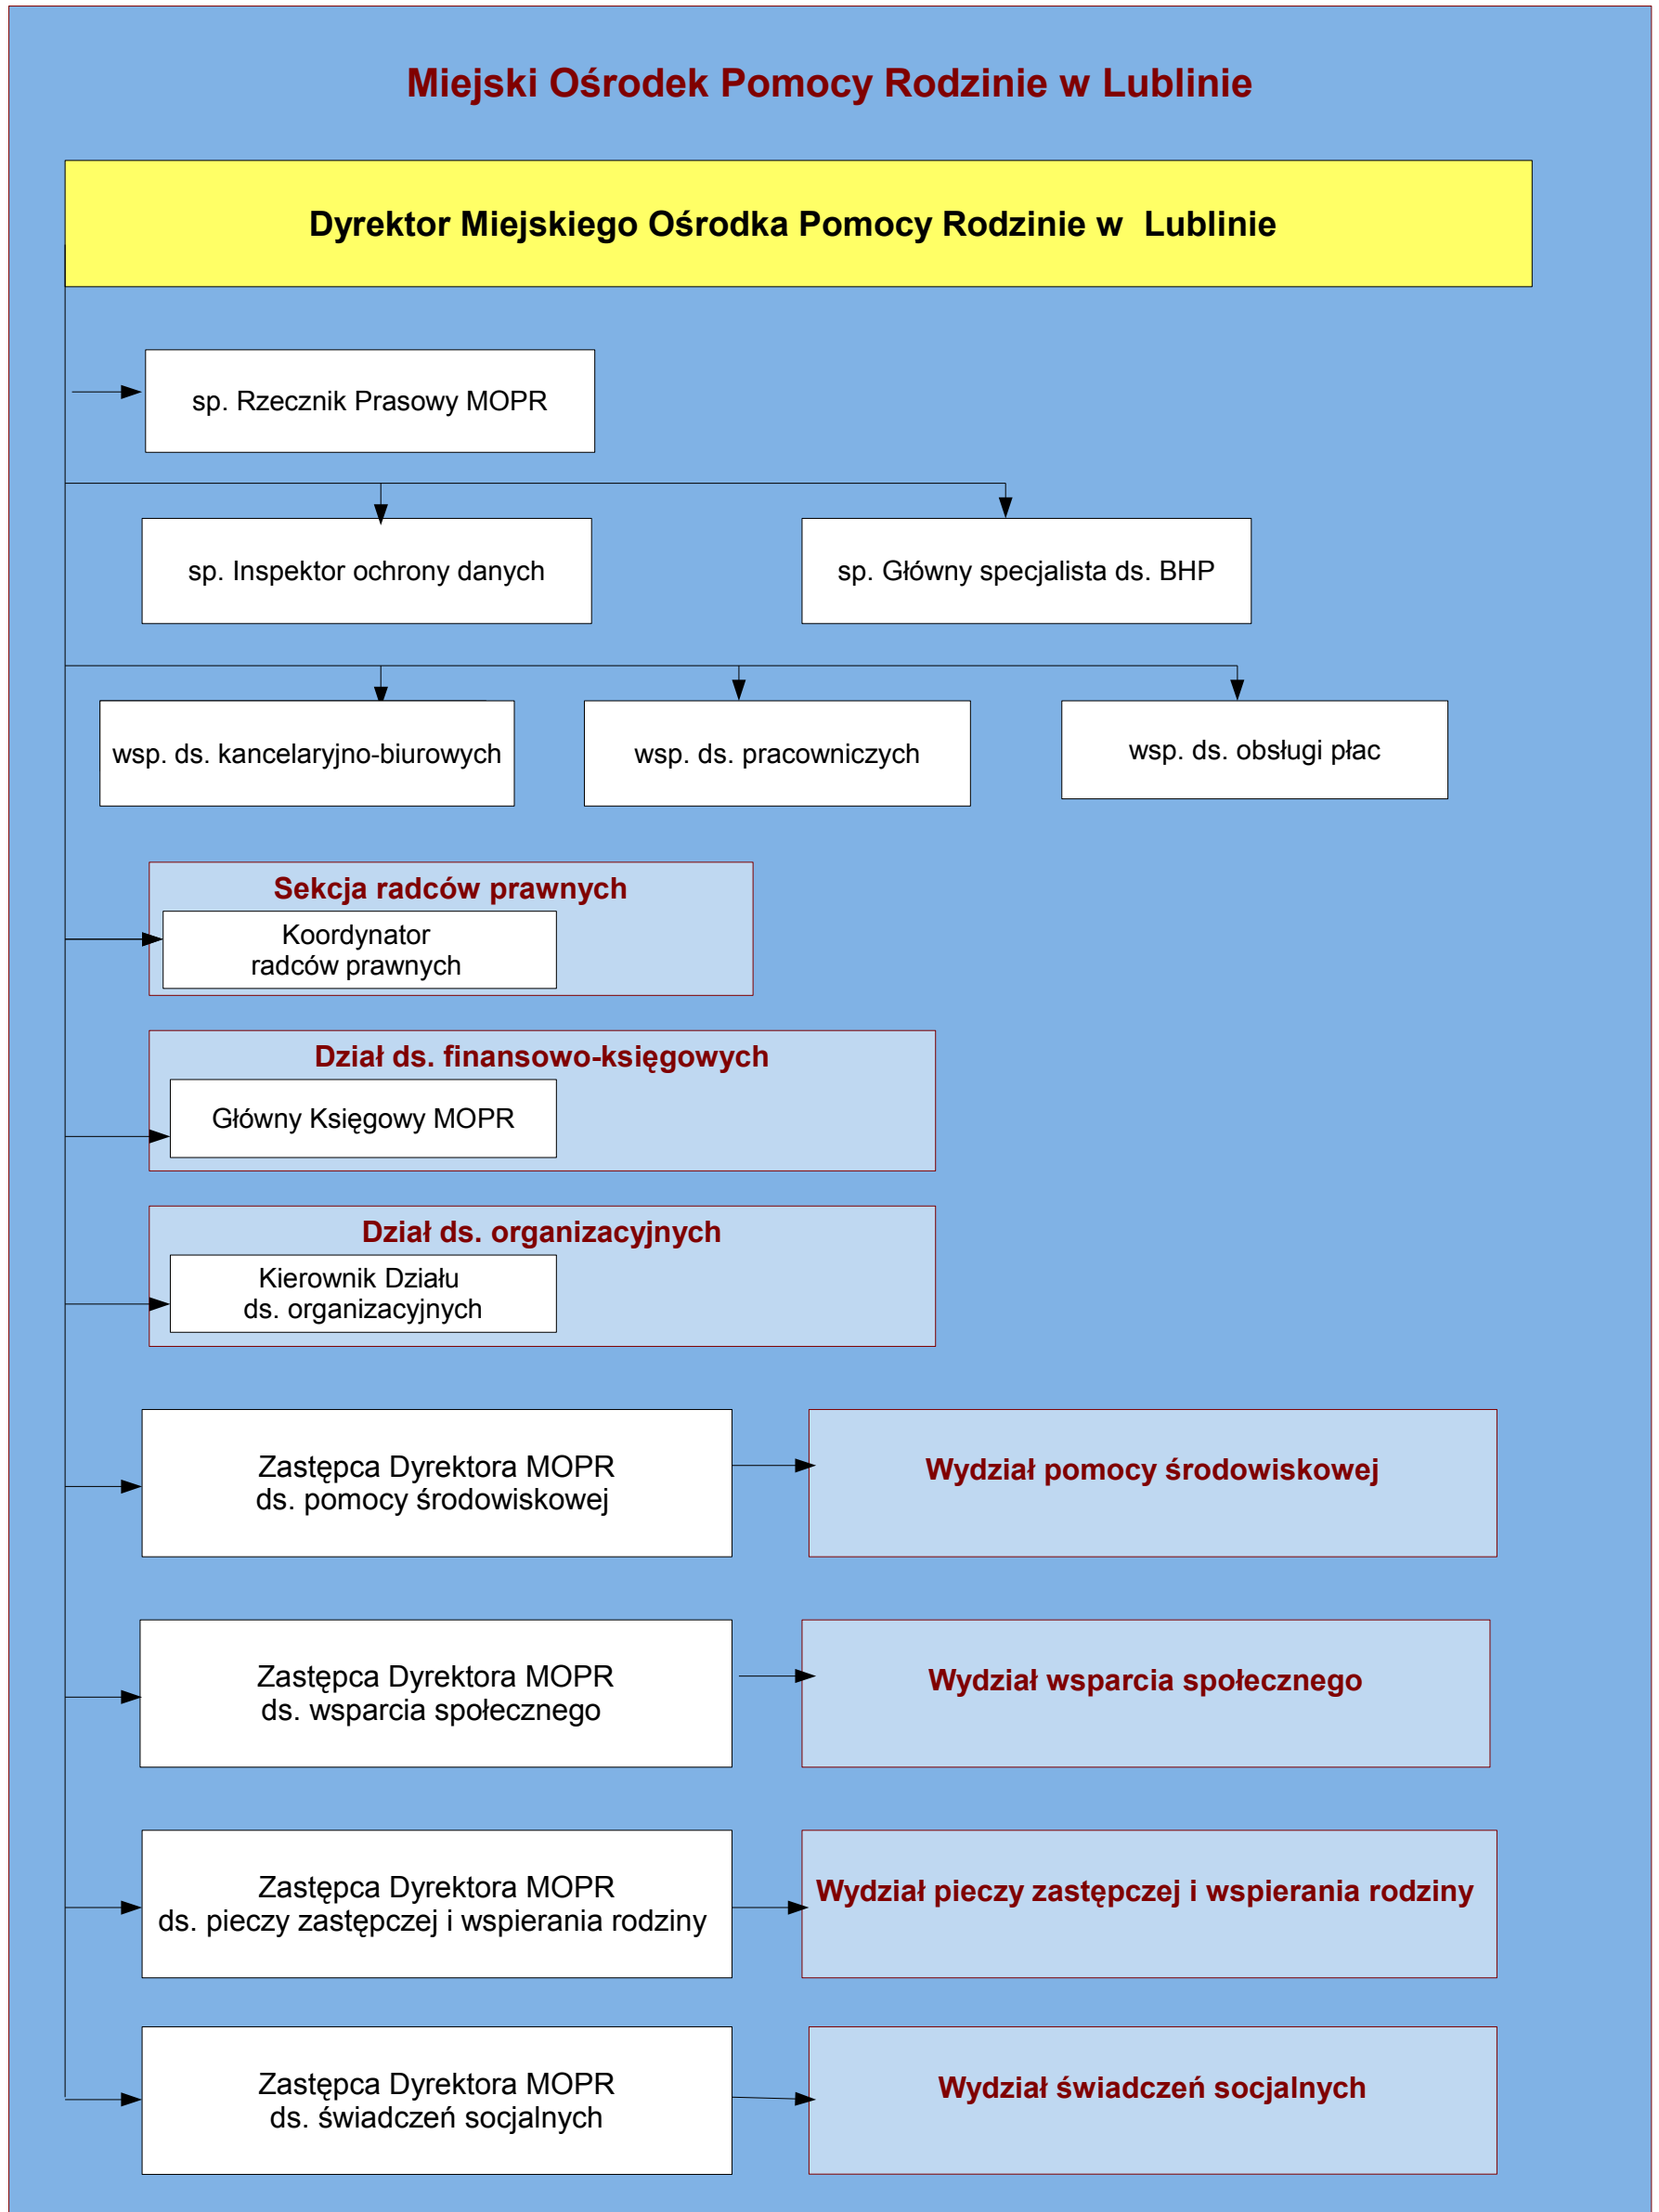 Miejski Ośrodek Pomocy Rodzinie w Lublinie
Dyrektor Miejskiego Ośrodka Pomocy Rodzinie w  Lublinie
sp. Rzecznik Prasowy MOPR
sp. Inspektor ochrony danych
sp. Główny specjalista ds. BHP
wsp. ds. kancelaryjno-biurowych
wsp. ds. pracowniczych
wsp. ds. obsługi płac
Sekcja radców prawnych
Koordynator
radców prawnych
Dział ds. finansowo-księgowych
Główny Księgowy MOPR
Dział ds. organizacyjnych
Kierownik Działu
ds. organizacyjnych
Zastępca Dyrektora MOPR
ds. pomocy środowiskowej
Wydział pomocy środowiskowej
Zastępca Dyrektora MOPR
ds. wsparcia społecznego
Wydział wsparcia społecznego
Zastępca Dyrektora MOPR
ds. pieczy zastępczej i wspierania rodziny
Wydział pieczy zastępczej i wspierania rodziny
Zastępca Dyrektora MOPR
ds. świadczeń socjalnych
Wydział świadczeń socjalnych